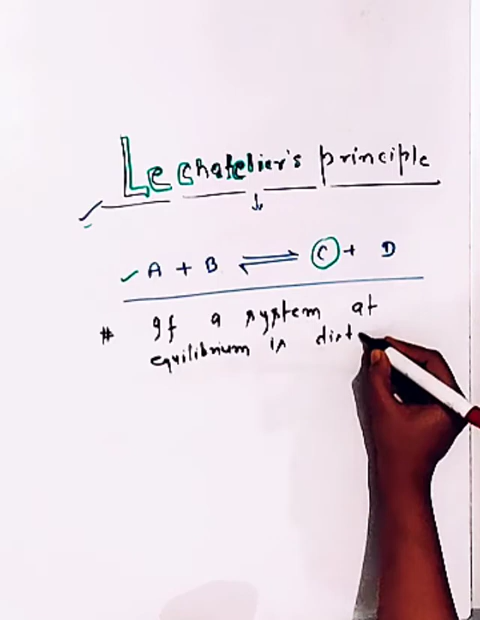 Le chatelier's principle
A + B ⇌ C + D
# If a system at
equilibrium is dist